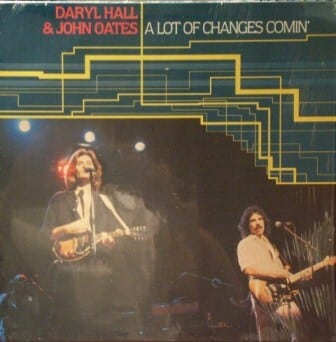 DARYL HALL
& JOHN OATES A LOT OF CHANGES COMIN'